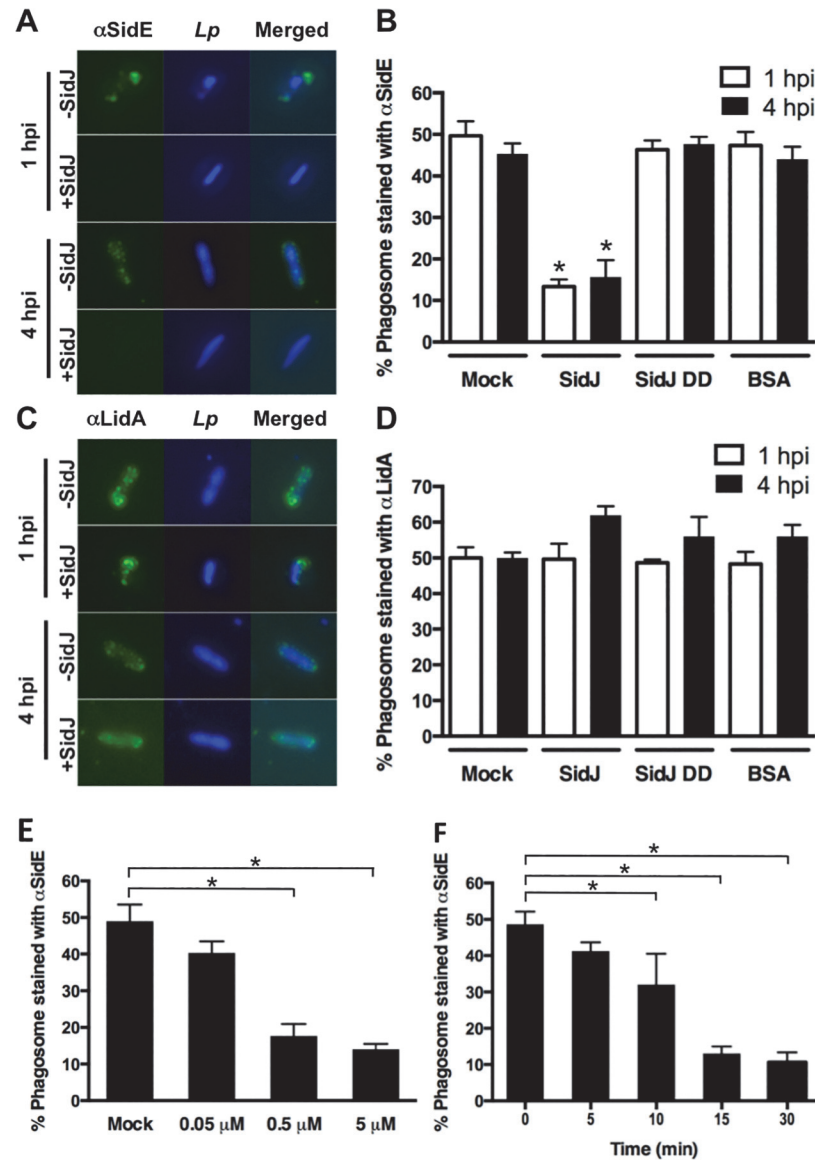 A
αSidE Lp Merged
1 hpi
-SidJ
+SidJ
4 hpi
-SidJ
+SidJ
B
% Phagosome stained with αSidE
1 hpi
4 hpi
60
50
40
30
20
10
0
* *
Mock SidJ SidJ DD BSA
C
αLidA Lp Merged
1 hpi
-SidJ
+SidJ
4 hpi
-SidJ
+SidJ
D
% Phagosome stained with αLidA
1 hpi
4 hpi
70
60
50
40
30
20
10
0
Mock SidJ SidJ DD BSA
E
% Phagosome stained with αSidE
*
*
60
50
40
30
20
10
0
Mock 0.05 μM 0.5 μM 5 μM
F
% Phagosome stained with αSidE
*
*
*
60
50
40
30
20
10
0
0 5 10 15 30
Time (min)